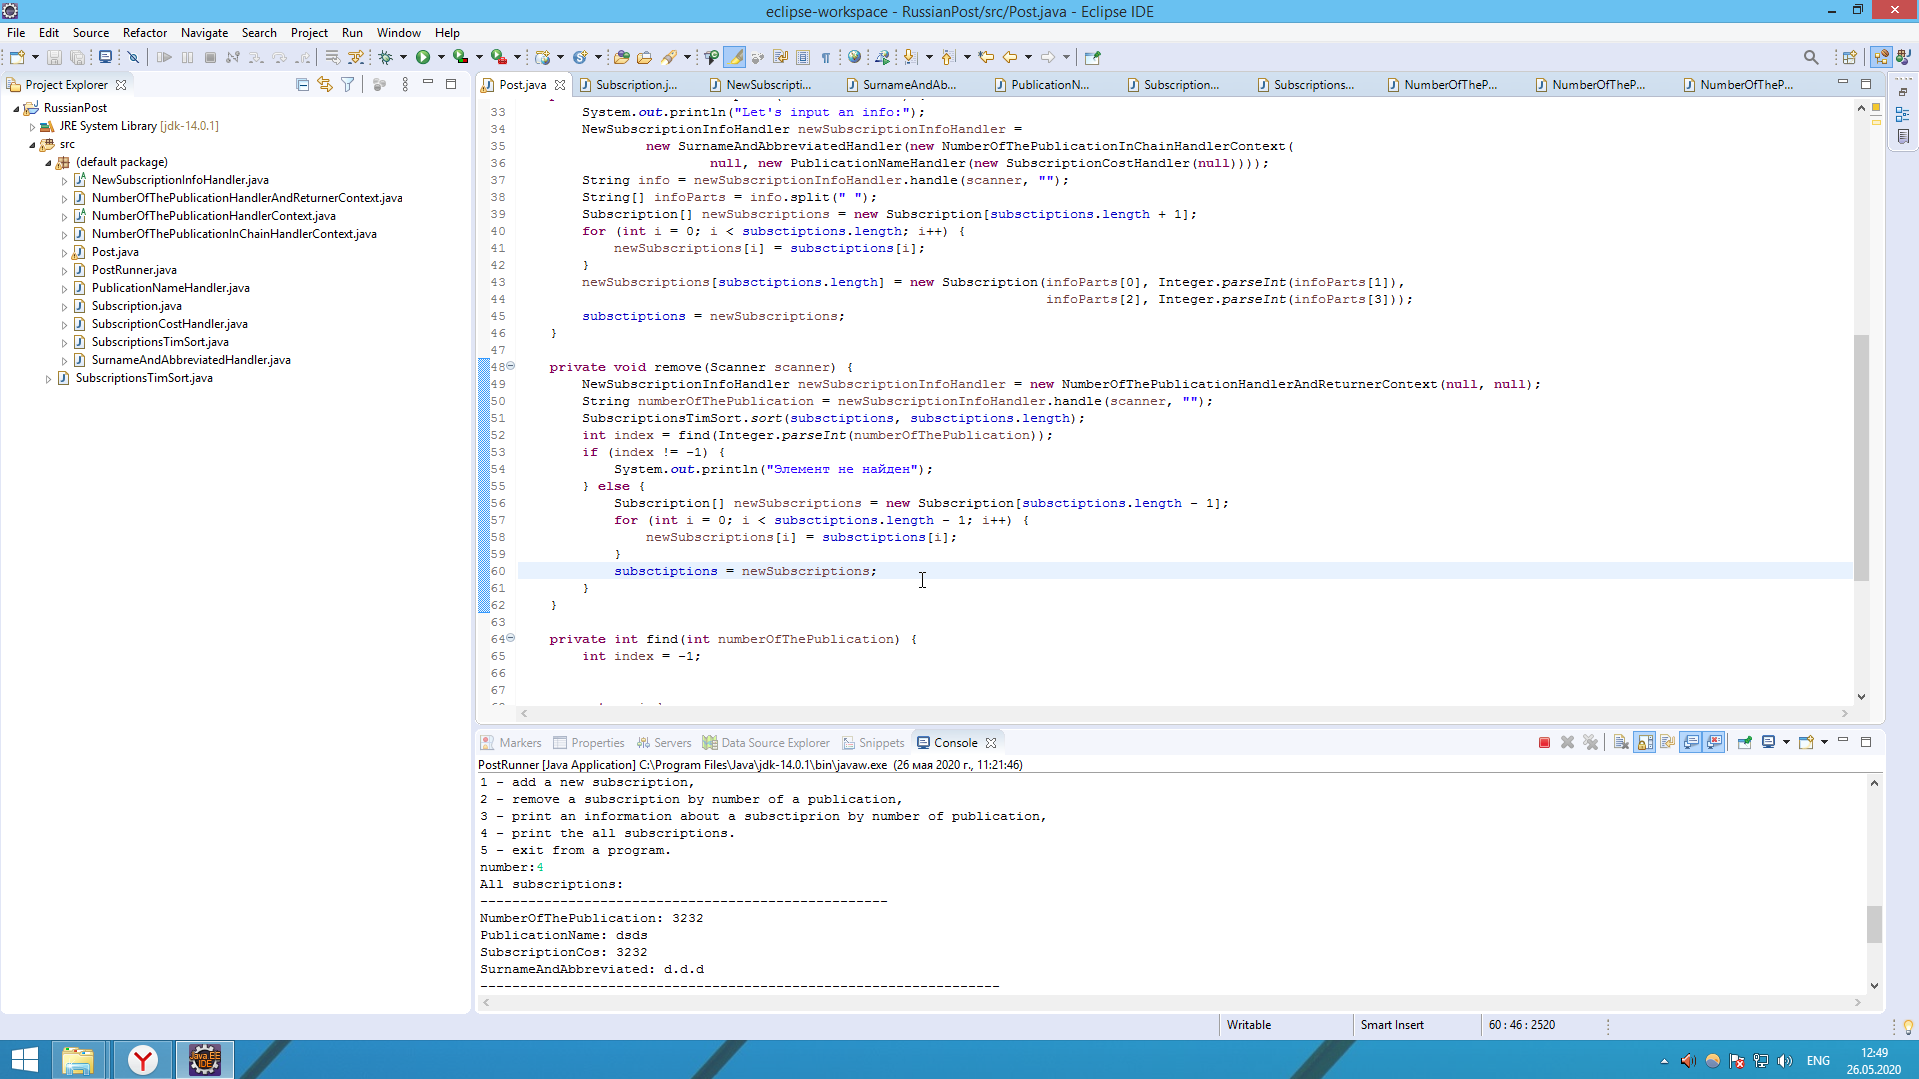 eclipse-workspace - RussianPost/src/Post.java - Eclipse IDE
File Edit Source Refactor Navigate Search Project Run Window Help
Project Explorer
RussianPost
JRE System Library [jdk-14.0.1]
src
(default package)
NewSubscriptionInfoHandler.java
NumberOfThePublicationHandlerAndReturnerContext.java
NumberOfThePublicationHandlerContext.java
NumberOfThePublicationInChainHandlerContext.java
Post.java
PostRunner.java
PublicationNameHandler.java
Subscription.java
SubscriptionCostHandler.java
SubscriptionsTimSort.java
SurnameAndAbbreviatedHandler.java
SubscriptionsTimSort.java
Post.java Subscription.j... NewSubscripti... SurnameAndAb... PublicationN... Subscription... Subscriptions... NumberOfTheP... NumberOfTheP... NumberOfTheP...
33 System.out.println("Let's input an info:");
34 NewSubscriptionInfoHandler newSubscriptionInfoHandler =
35 new SurnameAndAbbreviatedHandler(new NumberOfThePublicationInChainHandlerContext(
36 null, new PublicationNameHandler(new SubscriptionCostHandler(null))));
37 String info = newSubscriptionInfoHandler.handle(scanner, "");
38 String[] infoParts = info.split(" ");
39 Subscription[] newSubscriptions = new Subscription[subsctiptions.length + 1];
40 for (int i = 0; i < subsctiptions.length; i++) {
41 newSubscriptions[i] = subsctiptions[i];
42 }
43 newSubscriptions[subsctiptions.length] = new Subscription(infoParts[0], Integer.parseInt(infoParts[1]),
44 infoParts[2], Integer.parseInt(infoParts[3]));
45 subsctiptions = newSubscriptions;
46 }
47
48 private void remove(Scanner scanner) {
49 NewSubscriptionInfoHandler newSubscriptionInfoHandler = new NumberOfThePublicationHandlerAndReturnerContext(null, null);
50 String numberOfThePublication = newSubscriptionInfoHandler.handle(scanner, "");
51 SubscriptionsTimSort.sort(subsctiptions, subsctiptions.length);
52 int index = find(Integer.parseInt(numberOfThePublication));
53 if (index != -1) {
54 System.out.println("Элемент не найден");
55 } else {
56 Subscription[] newSubscriptions = new Subscription[subsctiptions.length - 1];
57 for (int i = 0; i < subsctiptions.length - 1; i++) {
58 newSubscriptions[i] = subsctiptions[i];
59 }
60 subsctiptions = newSubscriptions;
61 }
62 }
63
64 private int find(int numberOfThePublication) {
65 int index = -1;
66
67
Markers Properties Servers Data Source Explorer Snippets Console
PostRunner [Java Application] C:\Program Files\Java\jdk-14.0.1\bin\javaw.exe (26 мая 2020 г., 11:21:46)
1 - add a new subscription,
2 - remove a subscription by number of a publication,
3 - print an information about a subsctiprion by number of publication,
4 - print the all subscriptions.
5 - exit from a program.
number:4
All subscriptions:
---------------------------------------------------
NumberOfThePublication: 3232
PublicationName: dsds
SubscriptionCos: 3232
SurnameAndAbbreviated: d.d.d
-----------------------------------------------------------------
Writable Smart Insert 60 : 46 : 2520
Java EE IDE
ENG
12:49
26.05.2020